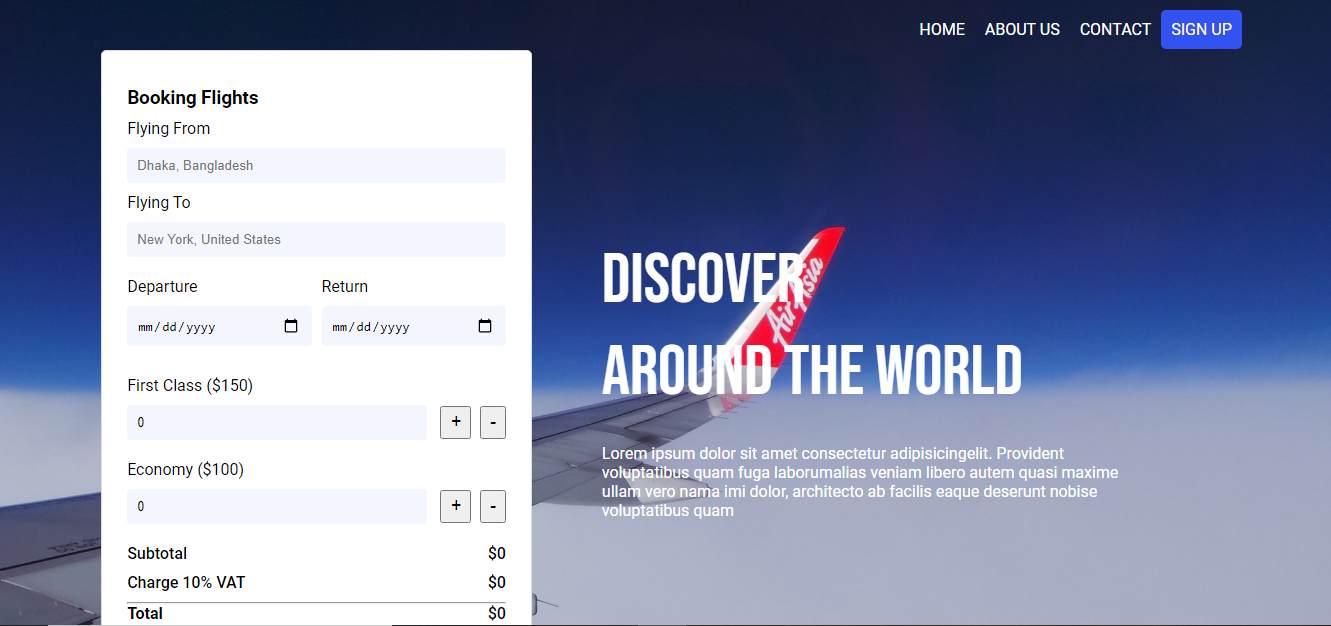 HOME ABOUT US CONTACT SIGN UP
Booking Flights
Flying From
Dhaka, Bangladesh
Flying To
New York, United States
Departure Return
mm/dd/yyyy mm/dd/yyyy
First Class ($150)
0 + -
Economy ($100)
0 + -
Subtotal $0
Charge 10% VAT $0
Total $0
DISCOVER
AirAsia
AROUND THE WORLD
Lorem ipsum dolor sit amet consectetur adipisicingelit. Provident
voluptatibus quam fuga laborumalias veniam libero autem quasi maxime
ullam vero nama imi dolor, architecto ab facilis eaque deserunt nobise
voluptatibus quam